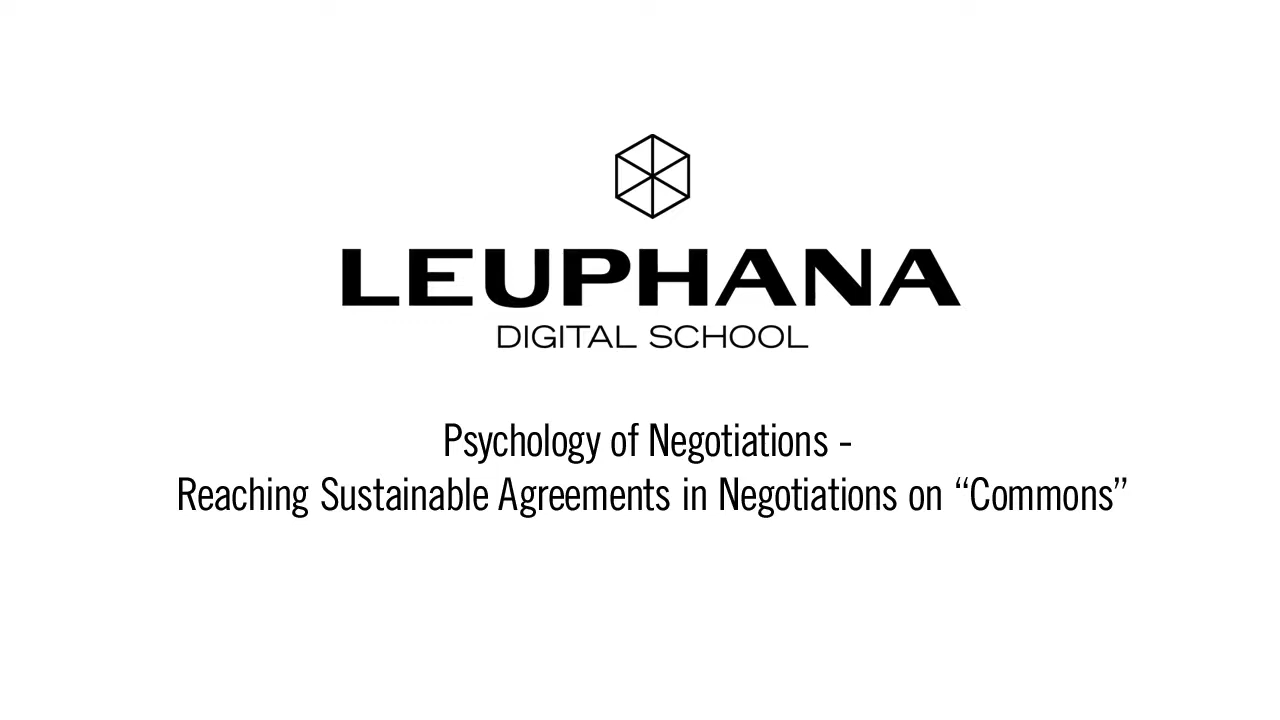 LEUPHANA
DIGITAL SCHOOL
Psychology of Negotiations -
Reaching Sustainable Agreements in Negotiations on “Commons”